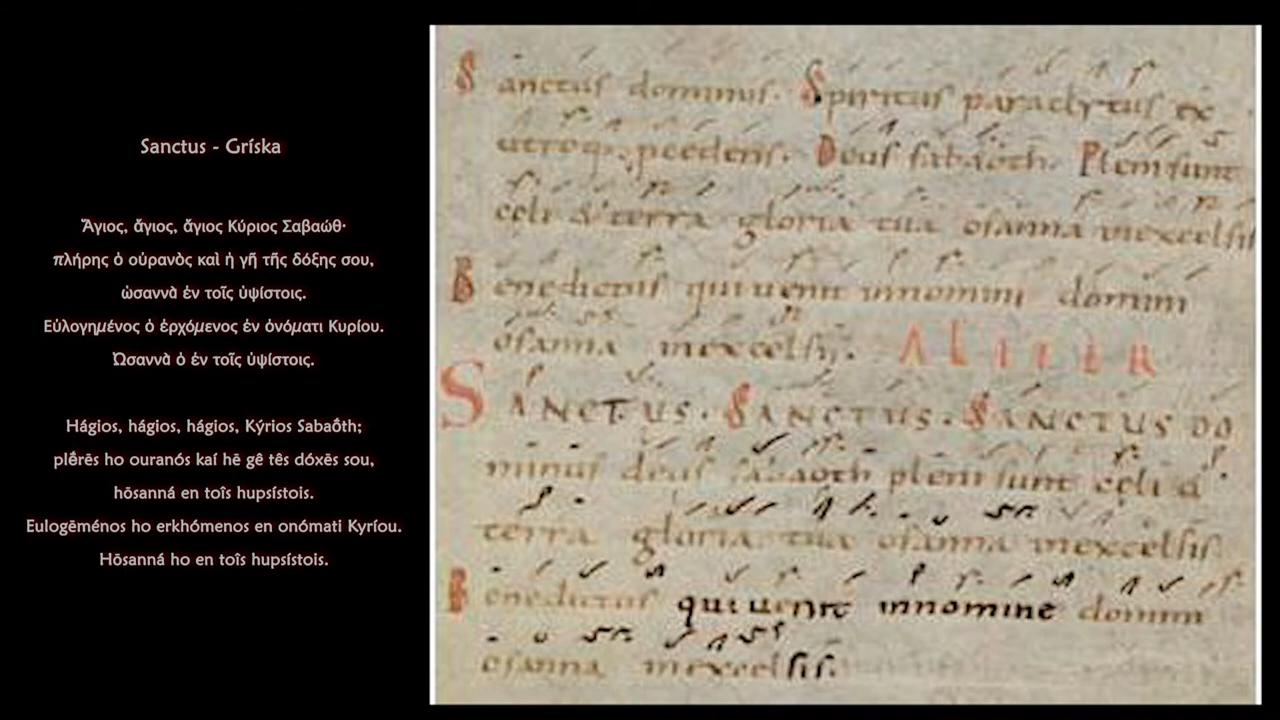 Sanctus - Gríska
Ἅγιος, ἅγιος, ἅγιος Κύριος Σαβαώθ·
πλήρης ὁ οὐρανὸς καὶ ἡ γῆ τῆς δόξης σου,
ὡσαννὰ ἐν τοῖς ὑψίστοις.
Εὐλογημένος ὁ ἐρχόμενος ἐν ὀνόματι Κυρίου.
Ὡσαννὰ ὁ ἐν τοῖς ὑψίστοις.
Hágios, hágios, hágios, Kýrios Sabaṓth;
plḗrēs ho ouranós kaí hē gê tês dóxēs sou,
hōsanná en toîs hupsístois.
Eulogēménos ho erkhómenos en onómati Kyríou.
Hōsanná ho en toîs hupsístois.
Sanctus dominus. Spiritus paraclytus ex
utroq. pcedens. Deus sabaoth. Pleni sunt
celi & terra gloria tua osanna inexcelsis
Benedictus qui uenit innomini domini
osanna inexcelsis. ALITER
SANCTUS. SANCTUS. SANCTUS DO
minus deus sabaoth pleni sunt celi &
terra gloria tua osanna inexcelsis
Benedictus qui uenit innomine domini
osanna inexcelsis.